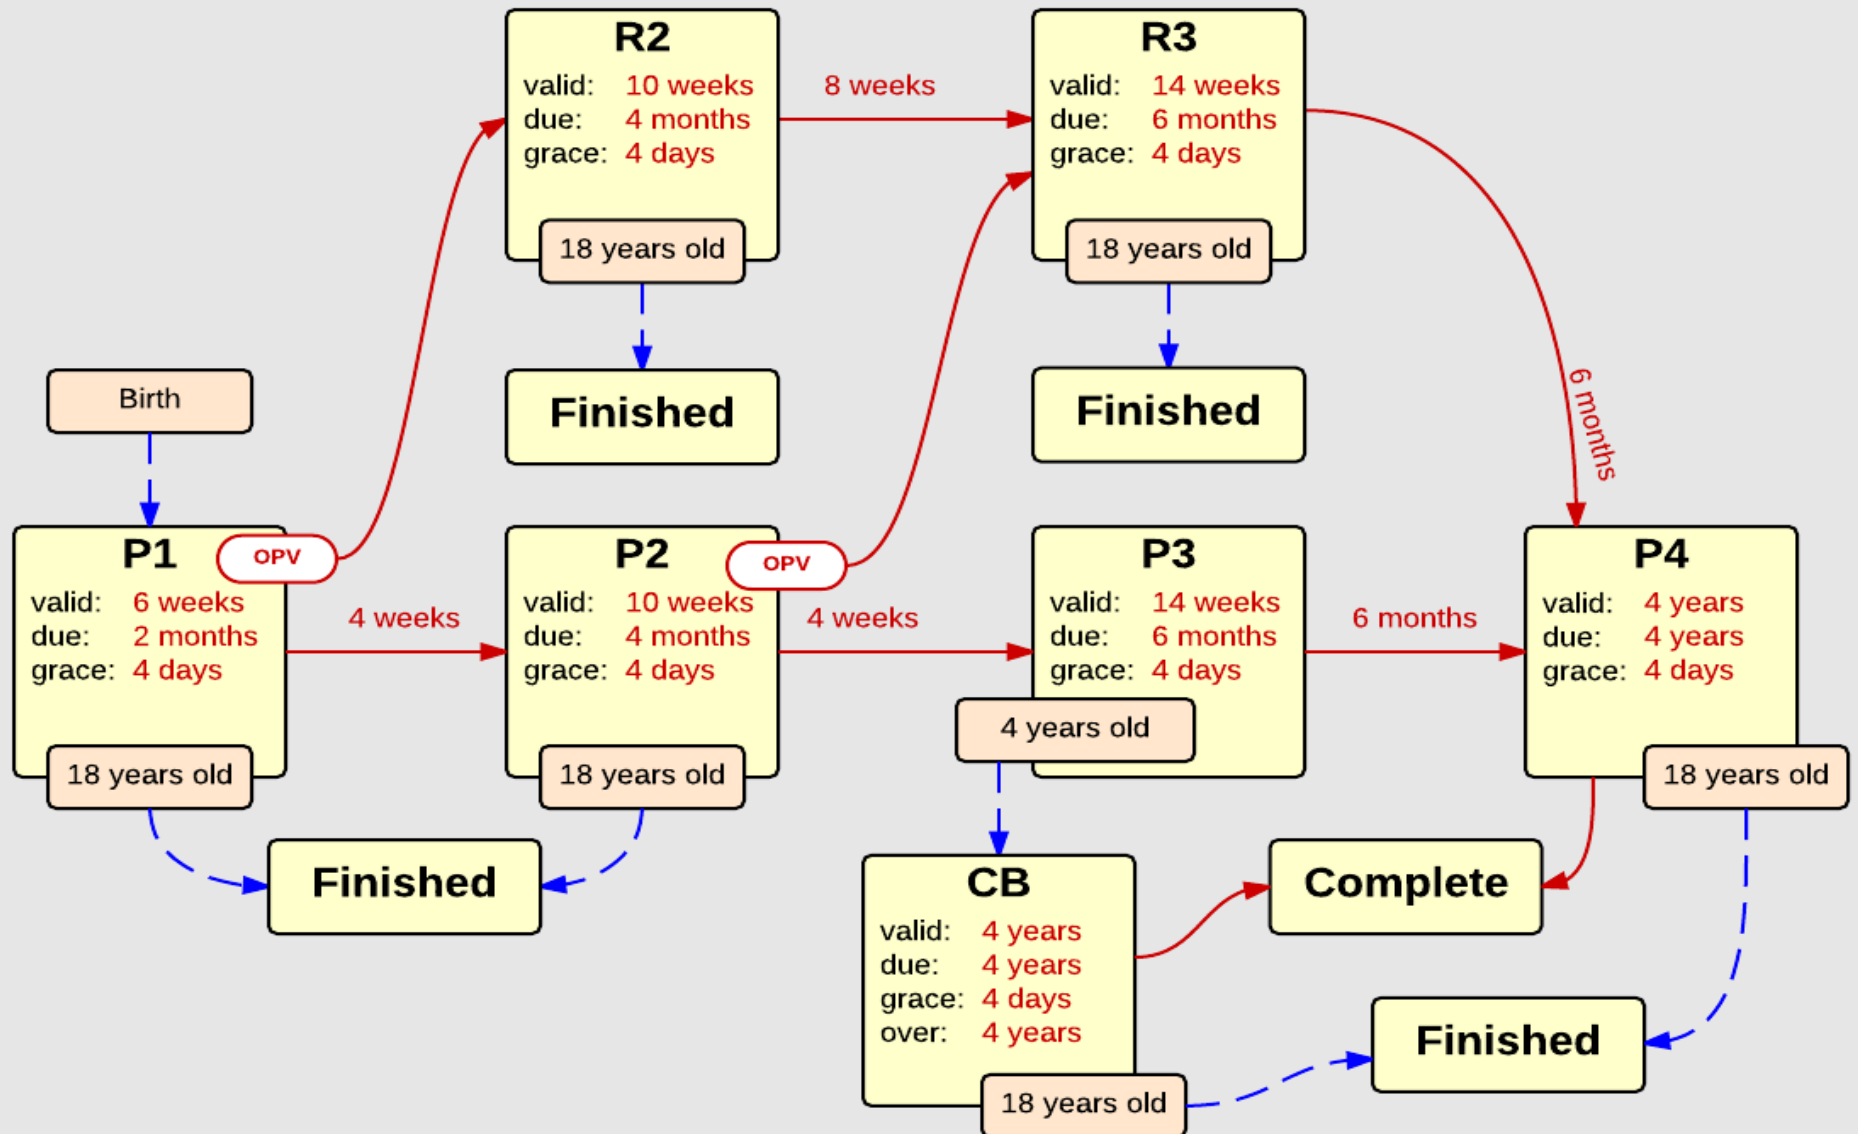 R2
valid: 10 weeks
due: 4 months
grace: 4 days
18 years old
8 weeks
R3
valid: 14 weeks
due: 6 months
grace: 4 days
18 years old
6 months
Finished
Finished
Birth
P1
OPV
valid: 6 weeks
due: 2 months
grace: 4 days
18 years old
4 weeks
P2
OPV
valid: 10 weeks
due: 4 months
grace: 4 days
18 years old
4 weeks
P3
valid: 14 weeks
due: 6 months
grace: 4 days
4 years old
6 months
P4
valid: 4 years
due: 4 years
grace: 4 days
18 years old
Finished
CB
valid: 4 years
due: 4 years
grace: 4 days
over: 4 years
18 years old
Complete
Finished